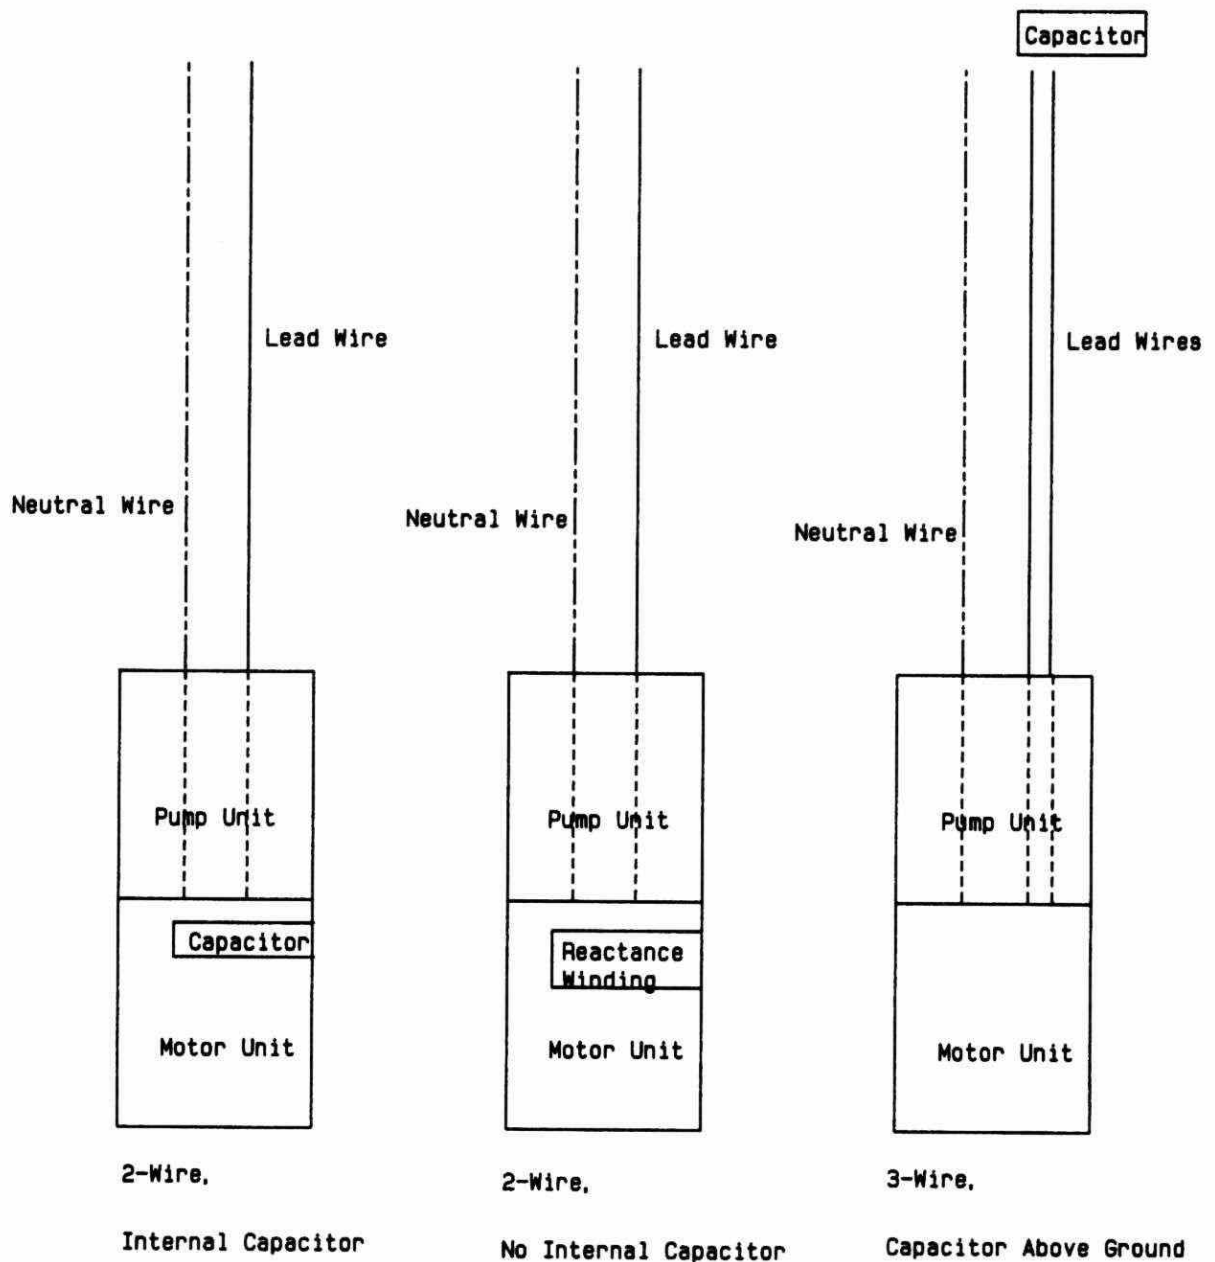 Capacitor
Lead Wire
Lead Wire
Lead Wires
Neutral Wire
Neutral Wire
Neutral Wire
Pump Unit
Pump Unit
Pump Unit
Capacitor
Reactance
Winding
Motor Unit
Motor Unit
Motor Unit
2-Wire,
Internal Capacitor
2-Wire,
No Internal Capacitor
3-Wire,
Capacitor Above Ground